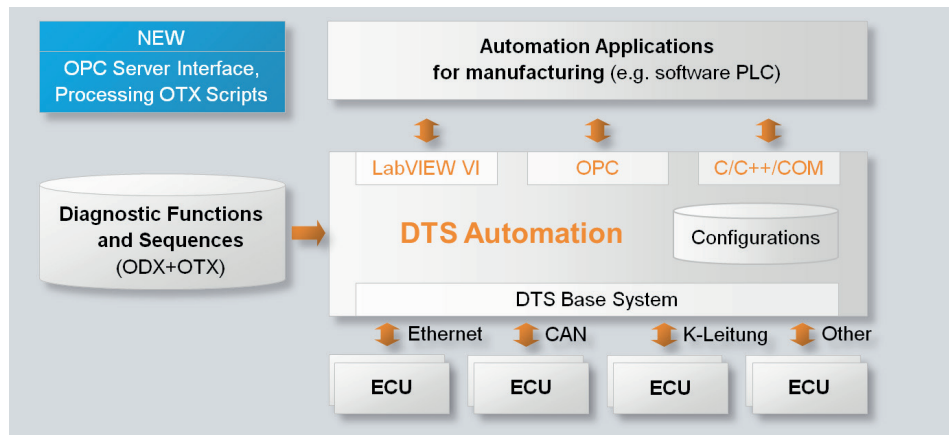 NEW
OPC Server Interface,
Processing OTX Scripts
Automation Applications
for manufacturing (e.g. software PLC)
LabVIEW VI
OPC
C/C++/COM
Diagnostic Functions
and Sequences
(ODX+OTX)
DTS Automation
Configurations
DTS Base System
Ethernet
CAN
K-Leitung
Other
ECU
ECU
ECU
ECU